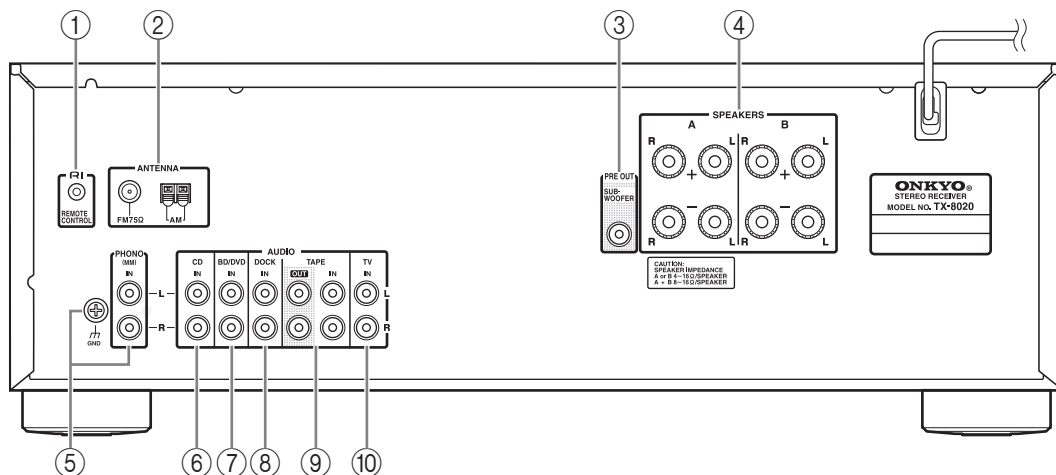 ① ② ③ ④
RI
REMOTE
CONTROL
ANTENNA
FM75Ω
AM
PRE OUT
SUB-
WOOFER
SPEAKERS
A B
R L R L
+ +
− −
R L R L
CAUTION:
SPEAKER IMPEDANCE
A or B 4~16Ω/SPEAKER
A + B 8~16Ω/SPEAKER
ONKYO®
STEREO RECEIVER
MODEL NO. TX-8020
PHONO
(MM)
IN
L
R
GND
AUDIO
CD BD/DVD DOCK TAPE TV
IN IN IN OUT IN IN
L
R
⑤ ⑥ ⑦ ⑧ ⑨ ⑩